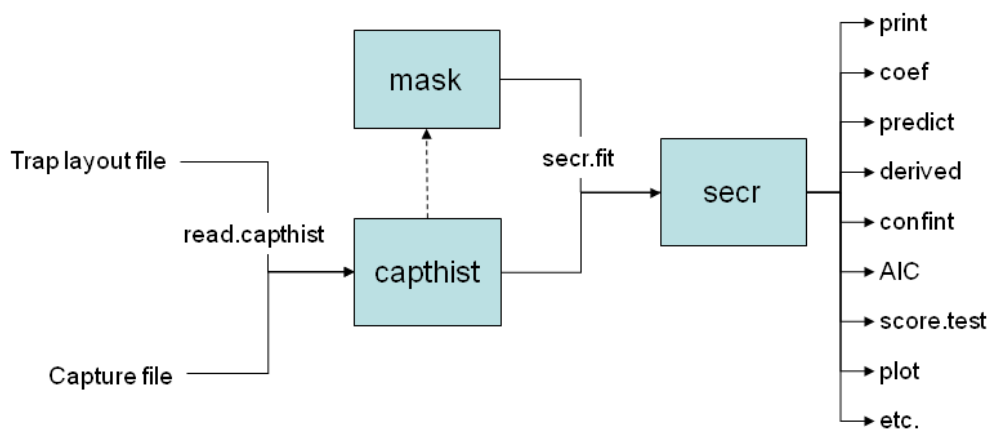 Trap layout file
Capture file
read.capthist
mask
capthist
secr.fit
secr
print
coef
predict
derived
confint
AIC
score.test
plot
etc.